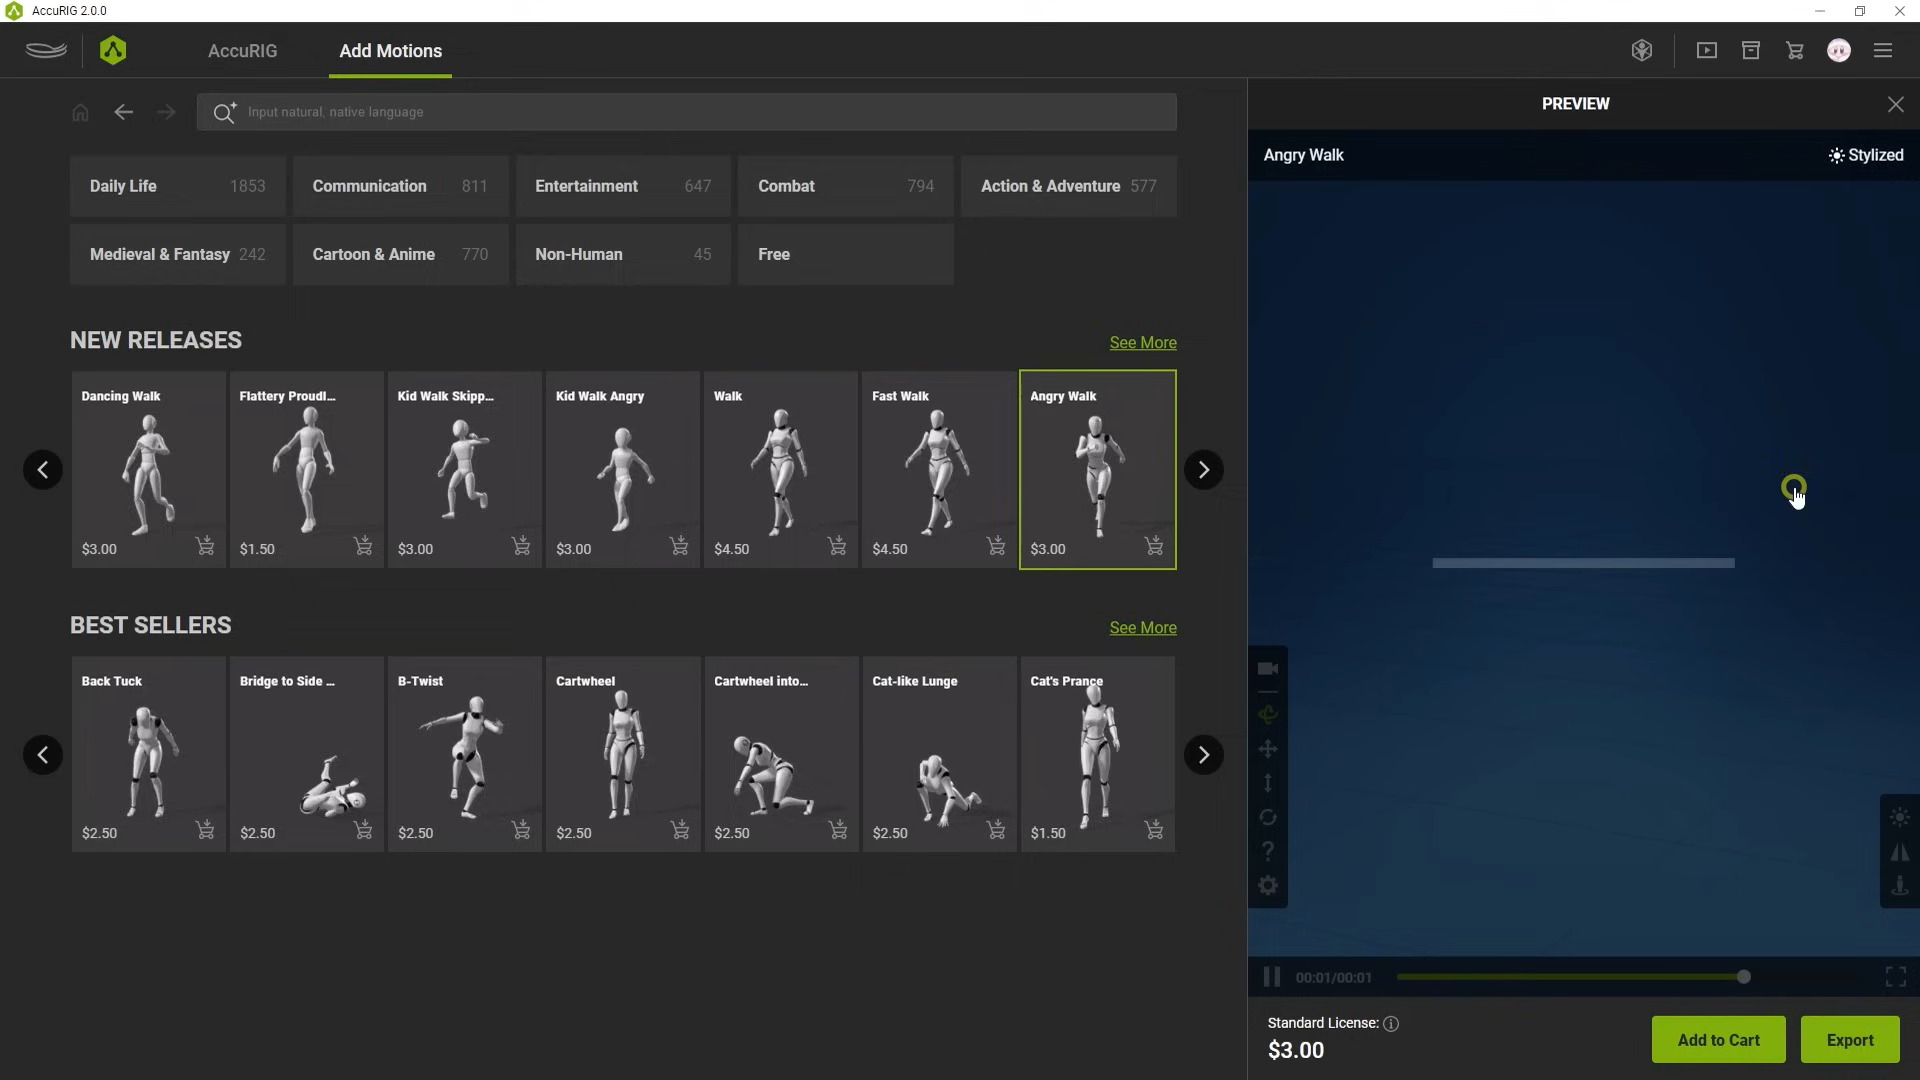 AccuRIG 2.0.0
AccuRIG
Add Motions
Input natural, native language
Daily Life 1853
Communication 811
Entertainment 647
Combat 794
Action & Adventure 577
Medieval & Fantasy 242
Cartoon & Anime 770
Non-Human 45
Free
NEW RELEASES
See More
Dancing Walk
Flattery Proudl...
Kid Walk Skipp...
Kid Walk Angry
Walk
Fast Walk
Angry Walk
$3.00
$1.50
$3.00
$3.00
$4.50
$4.50
$3.00
BEST SELLERS
See More
Back Tuck
Bridge to Side ...
B-Twist
Cartwheel
Cartwheel into...
Cat-like Lunge
Cat's Prance
$2.50
$2.50
$2.50
$2.50
$2.50
$2.50
$1.50
PREVIEW
Angry Walk
Stylized
00:01/00:01
Standard License:
$3.00
Add to Cart
Export